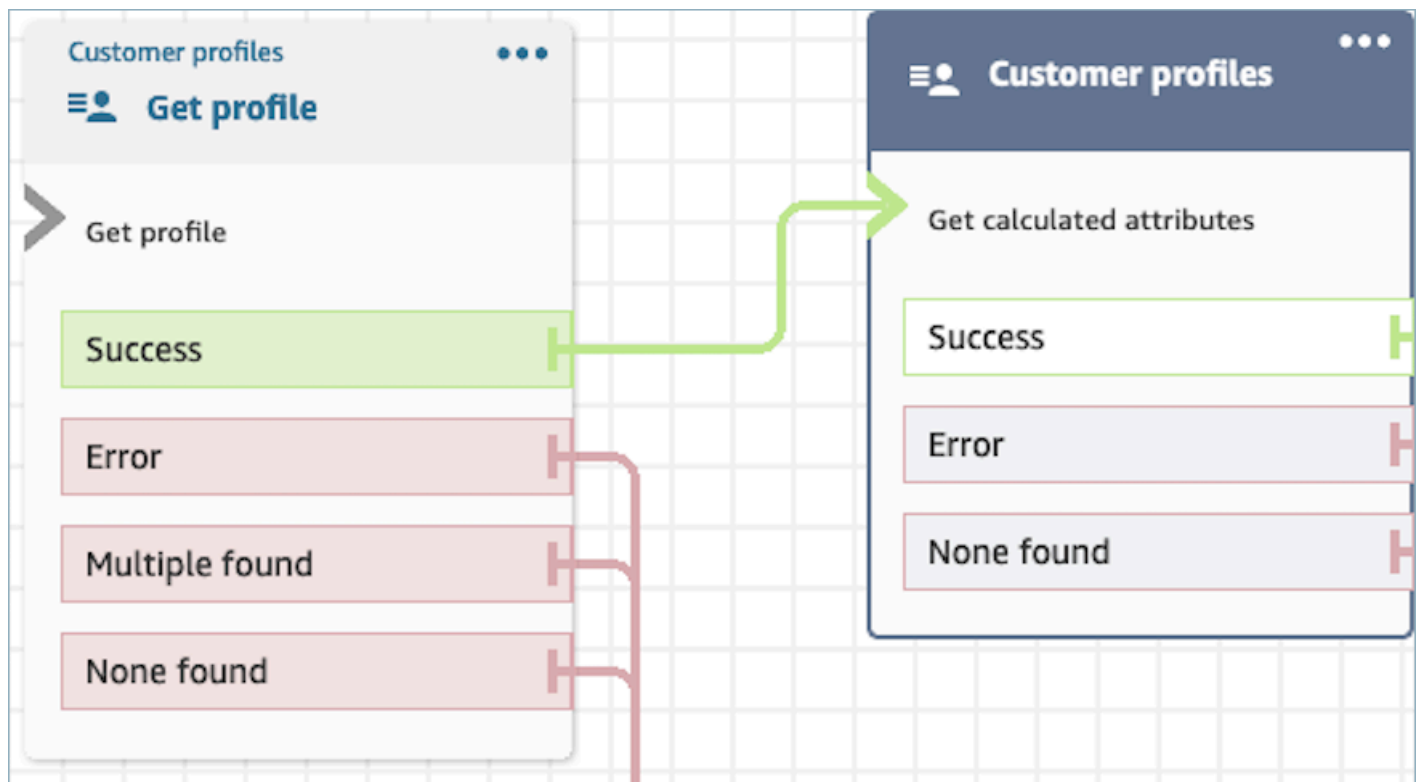 Customer profiles
Get profile
Get profile
Success
Error
Multiple found
None found
Customer profiles
Get calculated attributes
Success
Error
None found